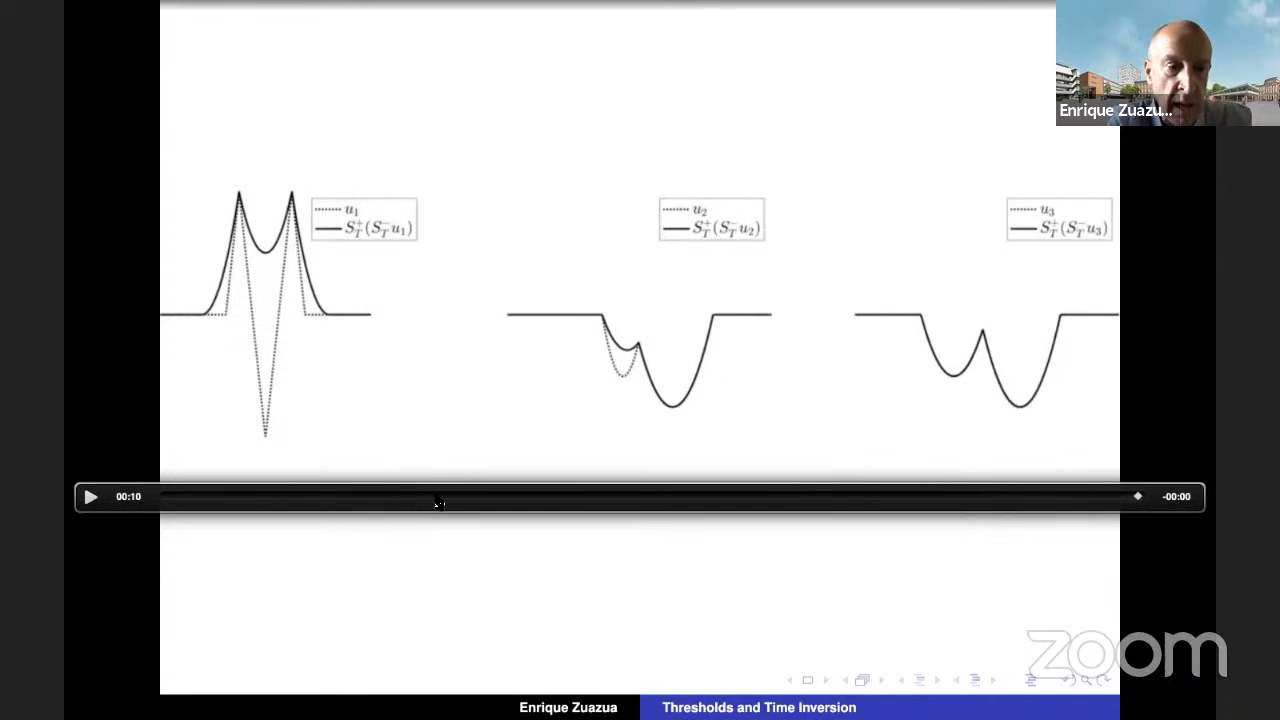 Enrique Zuazu...
u₁
S_T^+(S_T^-u₁)
u₂
S_T^+(S_T^-u₂)
u₃
S_T^+(S_T^-u₃)
00:10
-00:00
zoom
Enrique Zuazua
Thresholds and Time Inversion